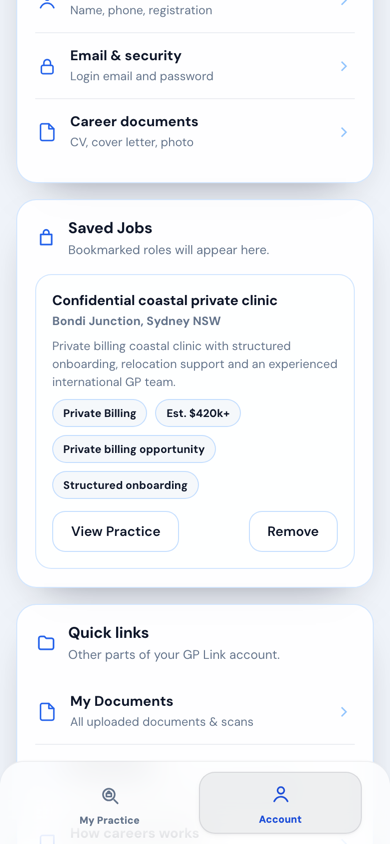 Name, phone, registration
Email & security
Login email and password
Career documents
CV, cover letter, photo
Saved Jobs
Bookmarked roles will appear here.
Confidential coastal private clinic
Bondi Junction, Sydney NSW
Private billing coastal clinic with structured
onboarding, relocation support and an experienced
international GP team.
Private Billing
Est. $420k+
Private billing opportunity
Structured onboarding
View Practice
Remove
Quick links
Other parts of your GP Link account.
My Documents
All uploaded documents & scans
My Practice
Account
How careers works